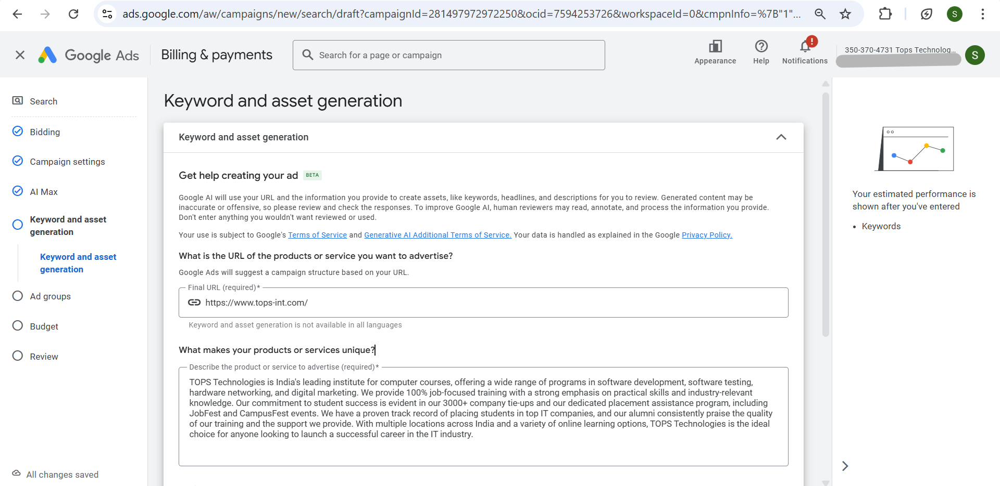 ads.google.com/aw/campaigns/new/search/draft?campaignId=281497972972250&ocid=7594253726&workspaceId=0&cmpnInfo=%7B"1"...
S
Google Ads
Billing & payments
Search for a page or campaign
Appearance
Help
!
Notifications
350-370-4731 Tops Technolog...
S
Search
Bidding
Campaign settings
AI Max
Keyword and asset
generation
Keyword and asset
generation
Ad groups
Budget
Review
All changes saved
Keyword and asset generation
Keyword and asset generation
Get help creating your ad BETA
Google AI will use your URL and the information you provide to create assets, like keywords, headlines, and descriptions for you to review. Generated content may be
inaccurate or offensive, so please review and check the responses. To improve Google AI, human reviewers may read, annotate, and process the information you provide.
Don't enter anything you wouldn't want reviewed or used.
Your use is subject to Google's Terms of Service and Generative AI Additional Terms of Service. Your data is handled as explained in the Google Privacy Policy.
What is the URL of the products or service you want to advertise?
Google Ads will suggest a campaign structure based on your URL.
Final URL (required)*
https://www.tops-int.com/
Keyword and asset generation is not available in all languages
What makes your products or services unique?
Describe the product or service to advertise (required)*
TOPS Technologies is India's leading institute for computer courses, offering a wide range of programs in software development, software testing,
hardware networking, and digital marketing. We provide 100% job-focused training with a strong emphasis on practical skills and industry-relevant
knowledge. Our commitment to student success is evident in our 3000+ company tie-ups and our dedicated placement assistance program, including
JobFest and CampusFest events. We have a proven track record of placing students in top IT companies, and our alumni consistently praise the quality
of our training and the support we provide. With multiple locations across India and a variety of online learning options, TOPS Technologies is the ideal
choice for anyone looking to launch a successful career in the IT industry.
Your estimated performance is
shown after you've entered
• Keywords